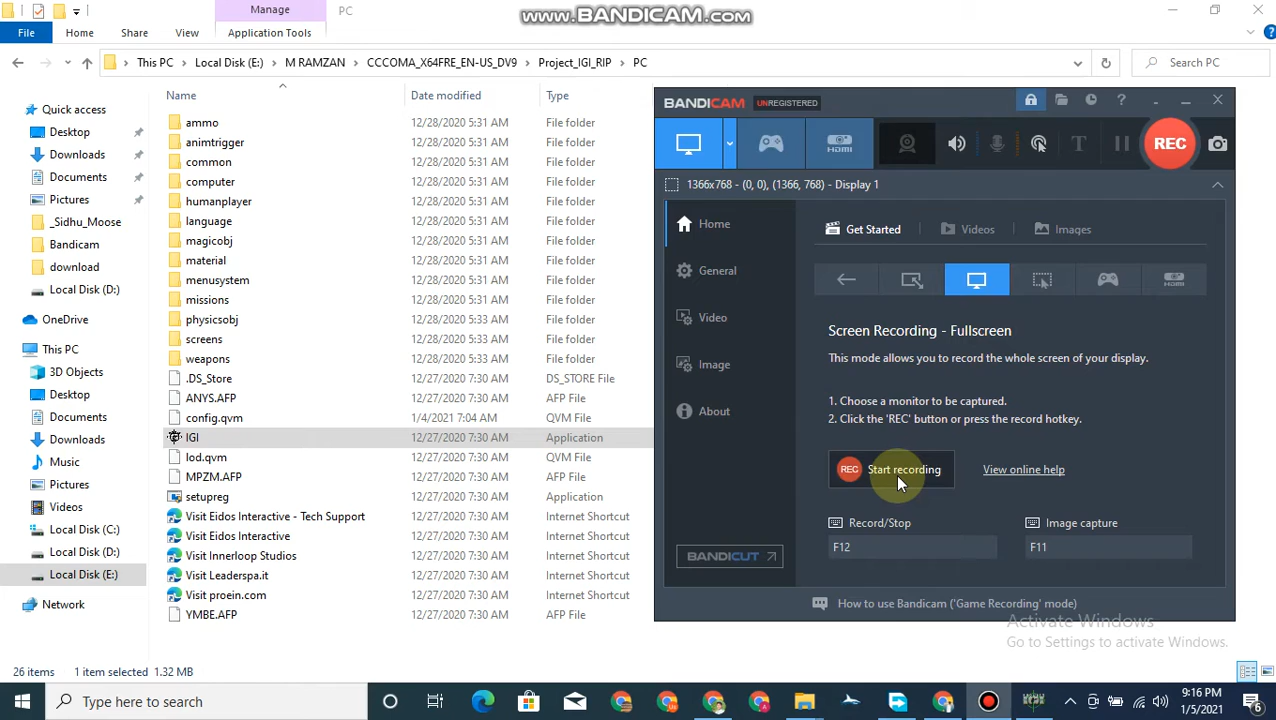 Manage
PC
www.BANDICAM.com
File
Home
Share
View
Application Tools
This PC
Local Disk (E:)
M RAMZAN
CCCOMA_X64FRE_EN-US_DV9
Project_IGI_RIP
PC
Search PC
Quick access
Desktop
Downloads
Documents
Pictures
_Sidhu_Moose
Bandicam
download
Local Disk (D:)
OneDrive
This PC
3D Objects
Desktop
Documents
Downloads
Music
Pictures
Videos
Local Disk (C:)
Local Disk (D:)
Local Disk (E:)
Network
Name Date modified Type
ammo 12/28/2020 5:31 AM File folder
animtrigger 12/28/2020 5:31 AM File folder
common 12/28/2020 5:31 AM File folder
computer 12/28/2020 5:31 AM File folder
humanplayer 12/28/2020 5:31 AM File folder
language 12/28/2020 5:31 AM File folder
magicobj 12/28/2020 5:31 AM File folder
material 12/28/2020 5:31 AM File folder
menusystem 12/28/2020 5:31 AM File folder
missions 12/28/2020 5:31 AM File folder
physicsobj 12/28/2020 5:33 AM File folder
screens 12/28/2020 5:33 AM File folder
weapons 12/28/2020 5:33 AM File folder
.DS_Store 12/27/2020 7:30 AM DS_STORE File
ANYS.AFP 12/27/2020 7:30 AM AFP File
config.qvm 1/4/2021 7:04 AM QVM File
IGI 12/27/2020 7:30 AM Application
lod.qvm 12/27/2020 7:30 AM QVM File
MPZM.AFP 12/27/2020 7:30 AM AFP File
setupreg 12/27/2020 7:30 AM Application
Visit Eidos Interactive - Tech Support 12/27/2020 7:30 AM Internet Shortcut
Visit Eidos Interactive 12/27/2020 7:30 AM Internet Shortcut
Visit Innerloop Studios 12/27/2020 7:30 AM Internet Shortcut
Visit Leaderspa.it 12/27/2020 7:30 AM Internet Shortcut
Visit proein.com 12/27/2020 7:30 AM Internet Shortcut
YMBE.AFP 12/27/2020 7:30 AM AFP File
BANDICAM UNREGISTERED
HDMI
T
REC
1366x768 - (0, 0), (1366, 768) - Display 1
Home
General
Video
Image
About
BANDICUT
Get Started
Videos
Images
HDMI
Screen Recording - Fullscreen
This mode allows you to record the whole screen of your display.
1. Choose a monitor to be captured.
2. Click the 'REC' button or press the record hotkey.
REC Start recording
View online help
Record/Stop
Image capture
F12
F11
How to use Bandicam ('Game Recording' mode)
Activate Windows
Go to Settings to activate Windows.
26 items 1 item selected 1.32 MB
Type here to search
9:16 PM
1/5/2021
6